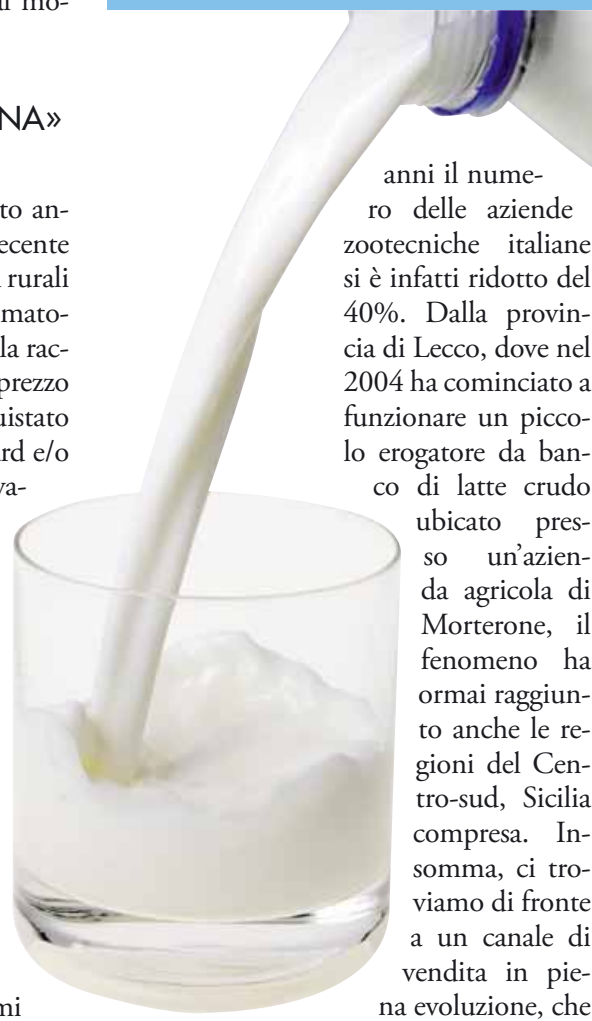 mo-
NA»
to an-
ecente
rurali
mato-
la rac-
prezzo
uistato
rd e/o
va-
mi
anni il nume-
ro delle aziende
zootecniche italiane
si è infatti ridotto del
40%. Dalla provin-
cia di Lecco, dove nel
2004 ha cominciato a
funzionare un picco-
lo erogatore da ban-
co di latte crudo
ubicato pres-
so un'azien-
da agricola di
Morterone, il
fenomeno ha
ormai raggiun-
to anche le re-
gioni del Cen-
tro-sud, Sicilia
compresa. In-
somma, ci tro-
viamo di fronte
a un canale di
vendita in pie-
na evoluzione, che